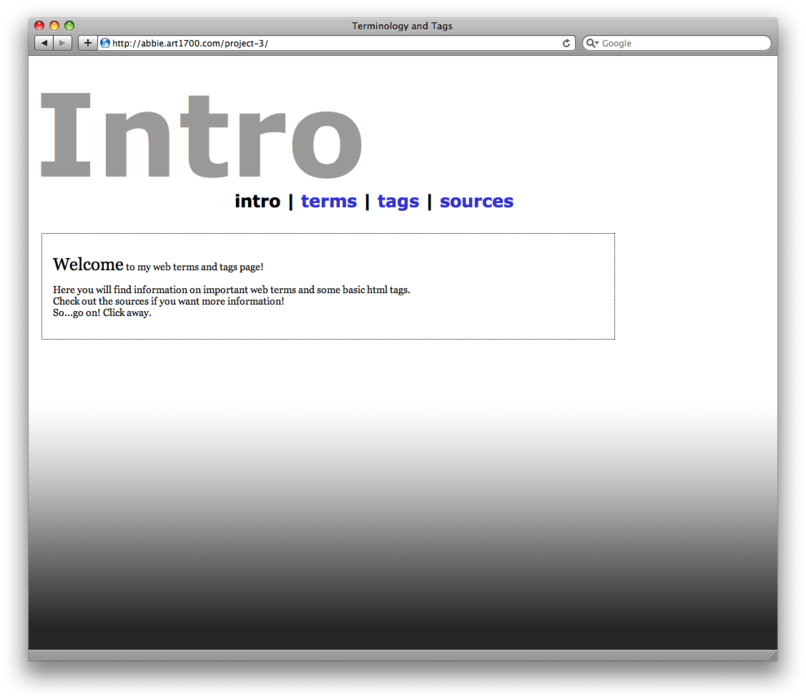 Terminology and Tags
http://abbie.art1700.com/project-3/
Google
Intro
intro | terms | tags | sources
Welcome to my web terms and tags page!
Here you will find information on important web terms and some basic html tags.
Check out the sources if you want more information!
So...go on! Click away.